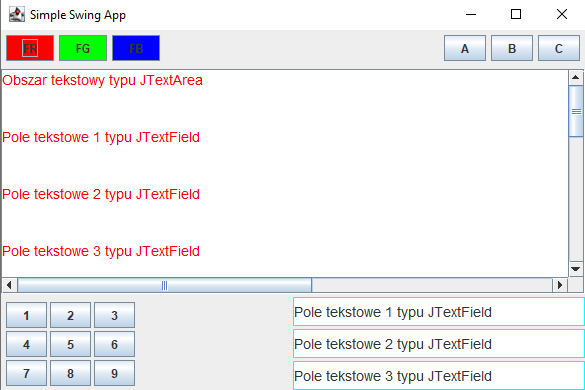 Simple Swing App
FR FG FB A B C
Obszar tekstowy typu JTextArea
Pole tekstowe 1 typu JTextField
Pole tekstowe 2 typu JTextField
Pole tekstowe 3 typu JTextField
1 2 3
4 5 6
7 8 9
Pole tekstowe 1 typu JTextField
Pole tekstowe 2 typu JTextField
Pole tekstowe 3 typu JTextField